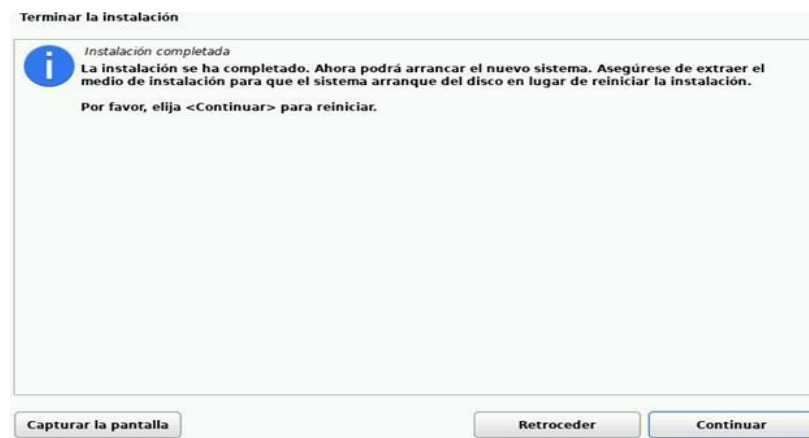 Terminar la instalación
Instalación completada
La instalación se ha completado. Ahora podrá arrancar el nuevo sistema. Asegúrese de extraer el
medio de instalación para que el sistema arranque del disco en lugar de reiniciar la instalación.
Por favor, elija <Continuar> para reiniciar.
Capturar la pantalla
Retroceder
Continuar